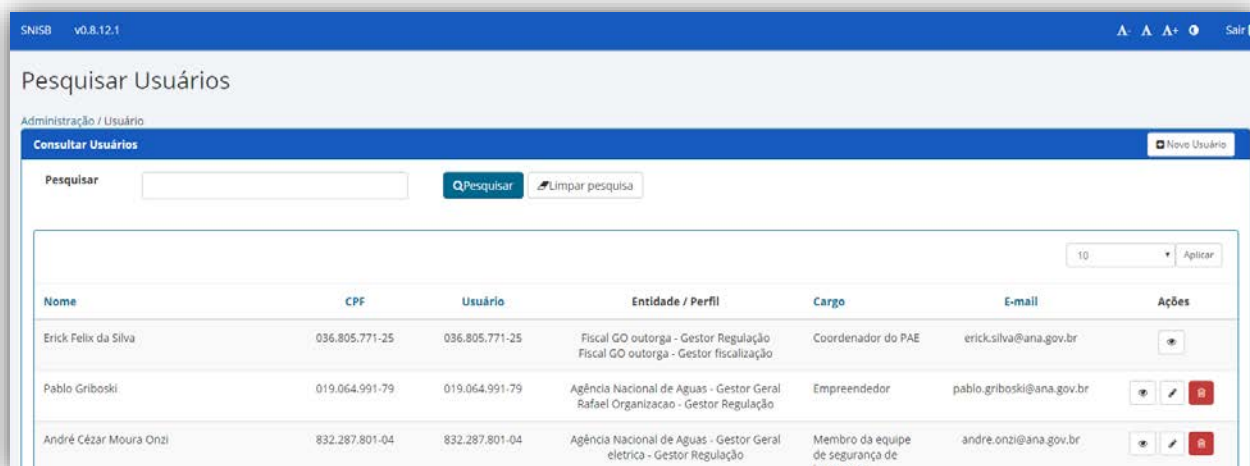 SNISB v0.8.12.1 A- A A+ Sair
Pesquisar Usuários
Administração / Usuário
Consultar Usuários Novo Usuário
Pesquisar Pesquisar Limpar pesquisa
10 Aplicar
Nome CPF Usuário Entidade / Perfil Cargo E-mail Ações
Erick Felix da Silva 036.805.771-25 036.805.771-25 Fiscal GO outorga - Gestor Regulação Coordenador do PAE erick.silva@ana.gov.br
Fiscal GO outorga - Gestor fiscalização
Pablo Griboski 019.064.991-79 019.064.991-79 Agência Nacional de Aguas - Gestor Geral Empreendedor pablo.griboski@ana.gov.br
Rafael Organizacao - Gestor Regulação
André Cézar Moura Onzi 832.287.801-04 832.287.801-04 Agência Nacional de Aguas - Gestor Geral Membro da equipe andre.onzi@ana.gov.br
eletrica - Gestor Regulação de segurança de